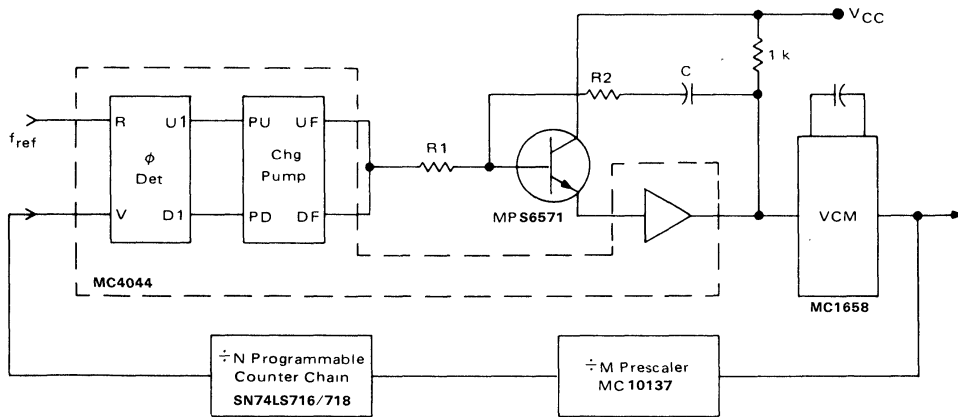 VCC
1 k
R2
C
R
U1
φ
Det
V
D1
PU
UF
Chg
Pump
PD
DF
fref
R1
MPS6571
VCM
MC4044
MC1658
÷N Programmable
Counter Chain
SN74LS716/718
÷M Prescaler
MC10137